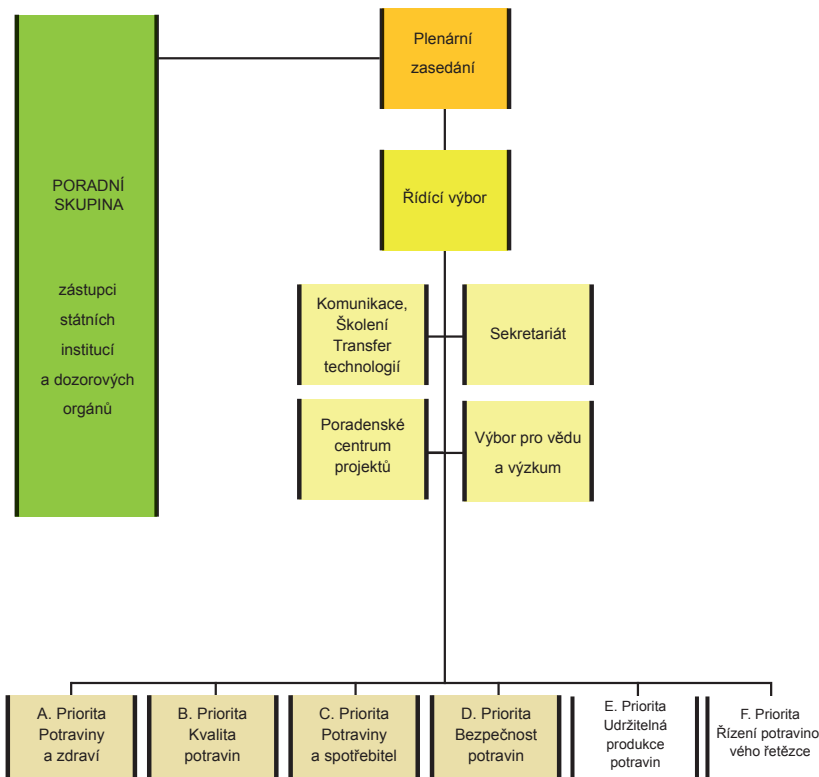 Plenární
zasedání
PORADNÍ
SKUPINA
zástupci
státních
institucí
a dozorových
orgánů
Řídící výbor
Komunikace,
Školení
Transfer
technologií
Sekretariát
Poradenské
centrum
projektů
Výbor pro vědu
a výzkum
A. Priorita
Potraviny
a zdraví
B. Priorita
Kvalita
potravin
C. Priorita
Potraviny
a spotřebitel
D. Priorita
Bezpečnost
potravin
E. Priorita
Udržitelná
produkce
potravin
F. Priorita
Řízení potravino
vého řetězce